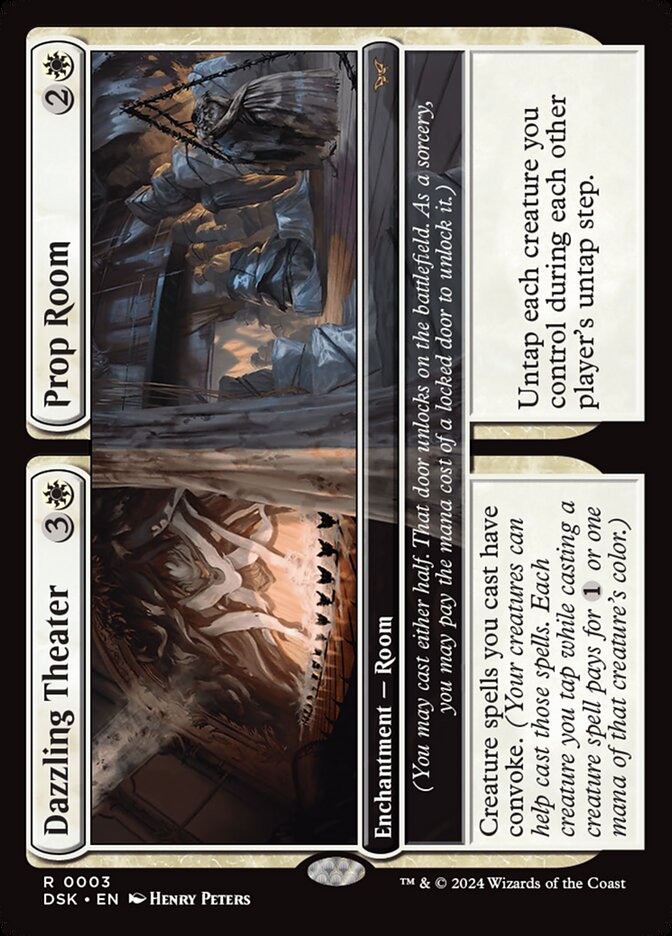 Dazzling Theater 3
Creature spells you cast have
convoke. (Your creatures can
help cast those spells. Each
creature you tap while casting a
creature spell pays for 1 or one
mana of that creature's color.)
Prop Room 2
Untap each creature you
control during each other
player's untap step.
Enchantment — Room
(You may cast either half. That door unlocks on the battlefield. As a sorcery,
you may pay the mana cost of a locked door to unlock it.)
R 0003
DSK • EN Henry Peters
™ & © 2024 Wizards of the Coast